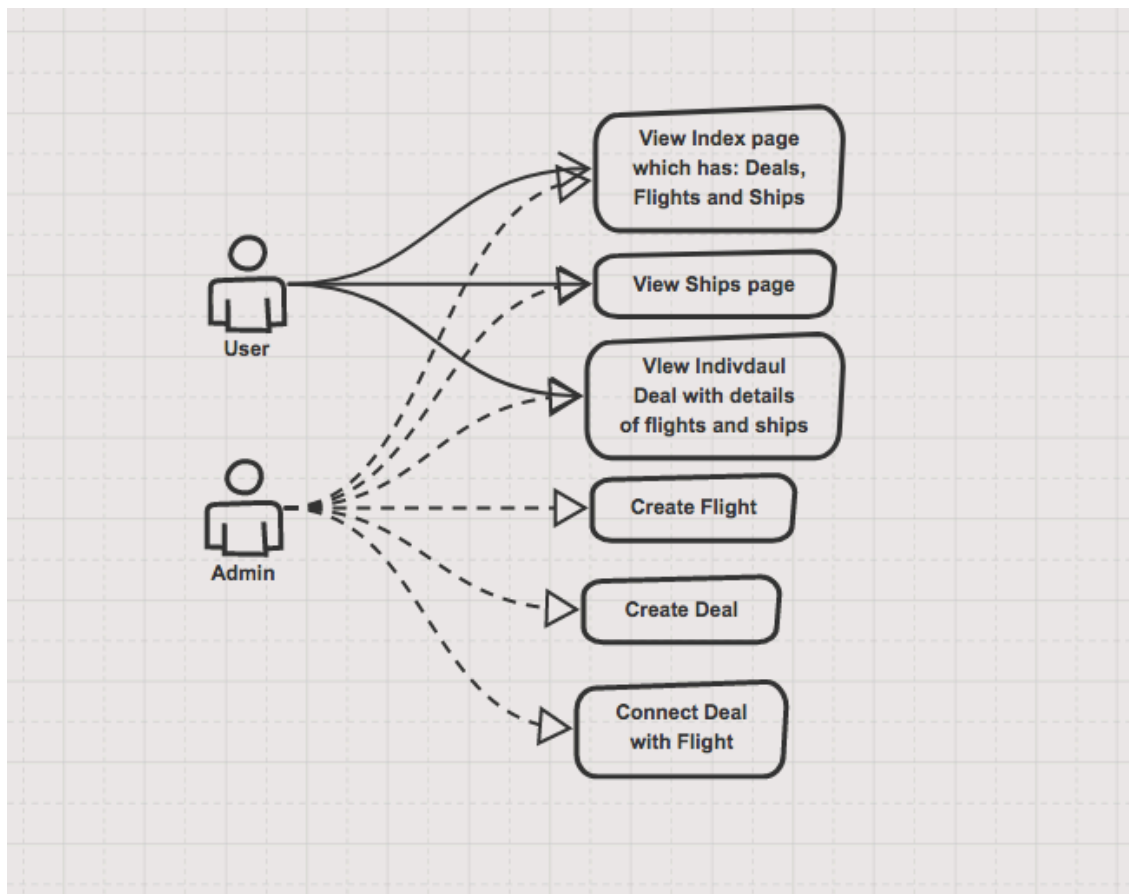 View Index page
which has: Deals,
Flights and Ships
View Ships page
User
VIew Indivdaul
Deal with details
of flights and ships
Create Flight
Admin
Create Deal
Connect Deal
with Flight